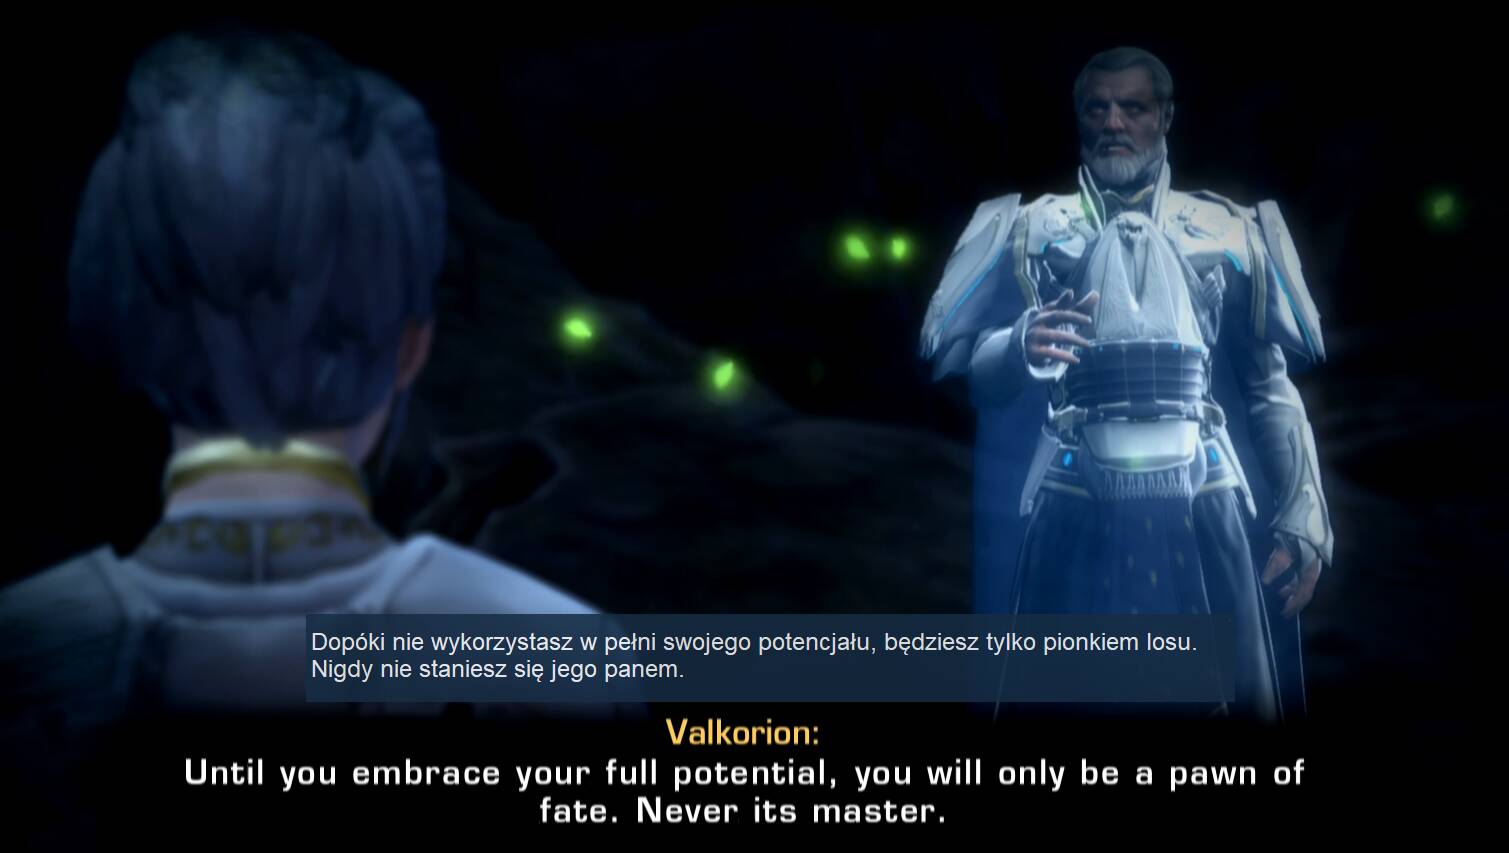 Dopóki nie wykorzystasz w pełni swojego potencjału, będziesz tylko pionkiem losu.
Nigdy nie staniesz się jego panem.
Valkorion:
Until you embrace your full potential, you will only be a pawn of
fate. Never its master.